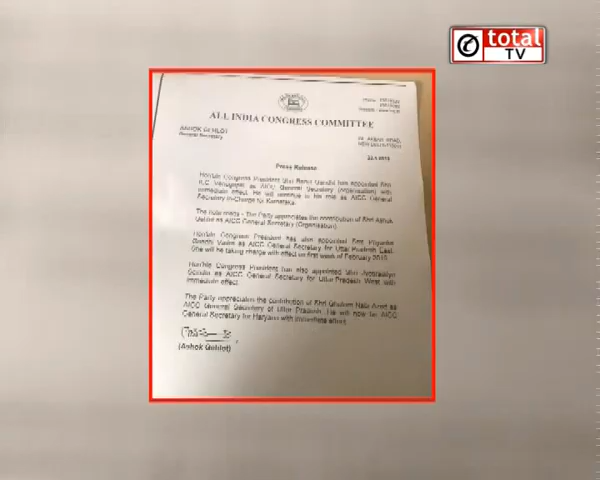 total
TV
ALL INDIA CONGRESS COMMITTEE
ASHOK GEHLOT
General Secretary
24, AKBAR ROAD,
NEW DELHI
Press Release
Hon'ble Congress President Shri Rahul Gandhi has appointed Shri
K.C. Venugopal as AICC General Secretary (Organisation) with
immediate effect. He will continue in his role as AICC General
Secretary In-Charge for Karnataka.
The Party appreciates the contribution of Shri Ashok
Gehlot as AICC General Secretary (Organisation).
Hon'ble Congress President has also appointed Smt. Priyanka
Gandhi Vadra as AICC General Secretary for Uttar Pradesh East.
She will be taking charge with effect on first week of February 2019.
Hon'ble Congress President has also appointed Shri Jyotiraditya
Scindia as AICC General Secretary for Uttar Pradesh West with
immediate effect.
The Party appreciates the contribution of Shri Ghulam Nabi Azad as
AICC General Secretary of Uttar Pradesh. He will now be AICC
General Secretary for Haryana with immediate effect.
(Ashok Gehlot)